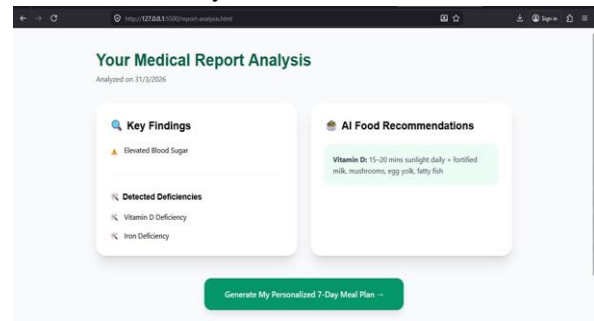 Sign in
http://127.0.0.1:5500/report-analysis.html
Your Medical Report Analysis
Analyzed on 31/3/2026
Key Findings
Elevated Blood Sugar
Detected Deficiencies
Vitamin D Deficiency
Iron Deficiency
AI Food Recommendations
Vitamin D: 15–20 mins sunlight daily + fortified
milk, mushrooms, egg yolk, fatty fish
Generate My Personalized 7-Day Meal Plan →